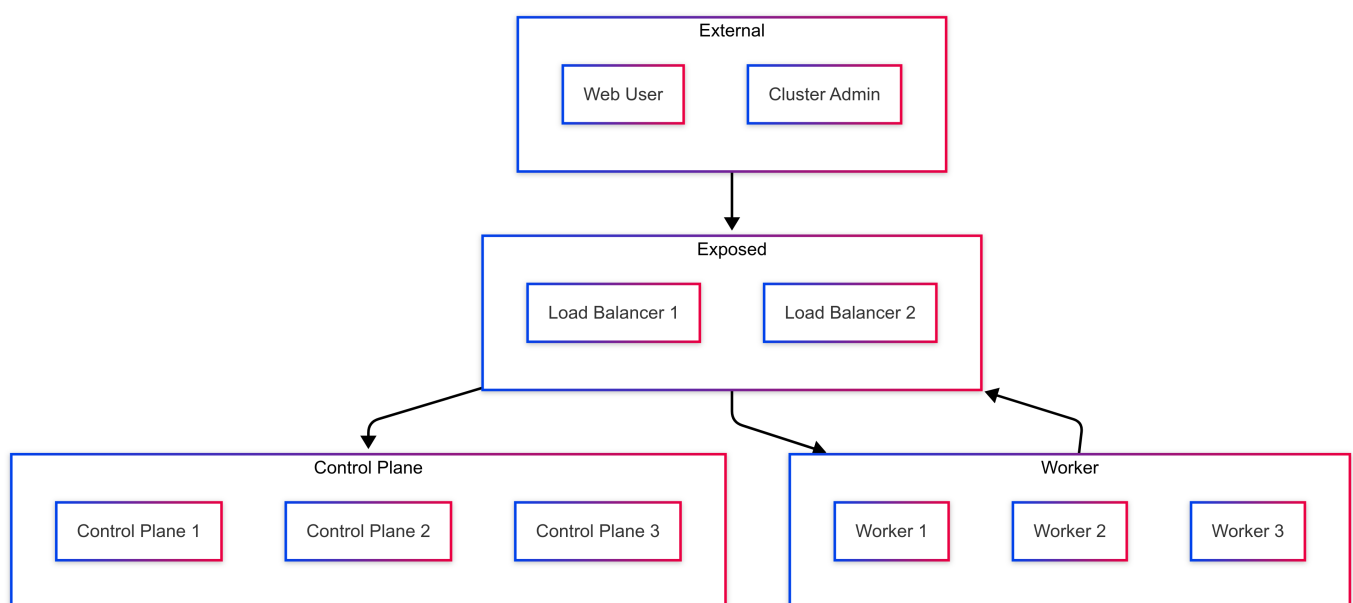 External
Web User
Cluster Admin
Exposed
Load Balancer 1
Load Balancer 2
Control Plane
Control Plane 1
Control Plane 2
Control Plane 3
Worker
Worker 1
Worker 2
Worker 3